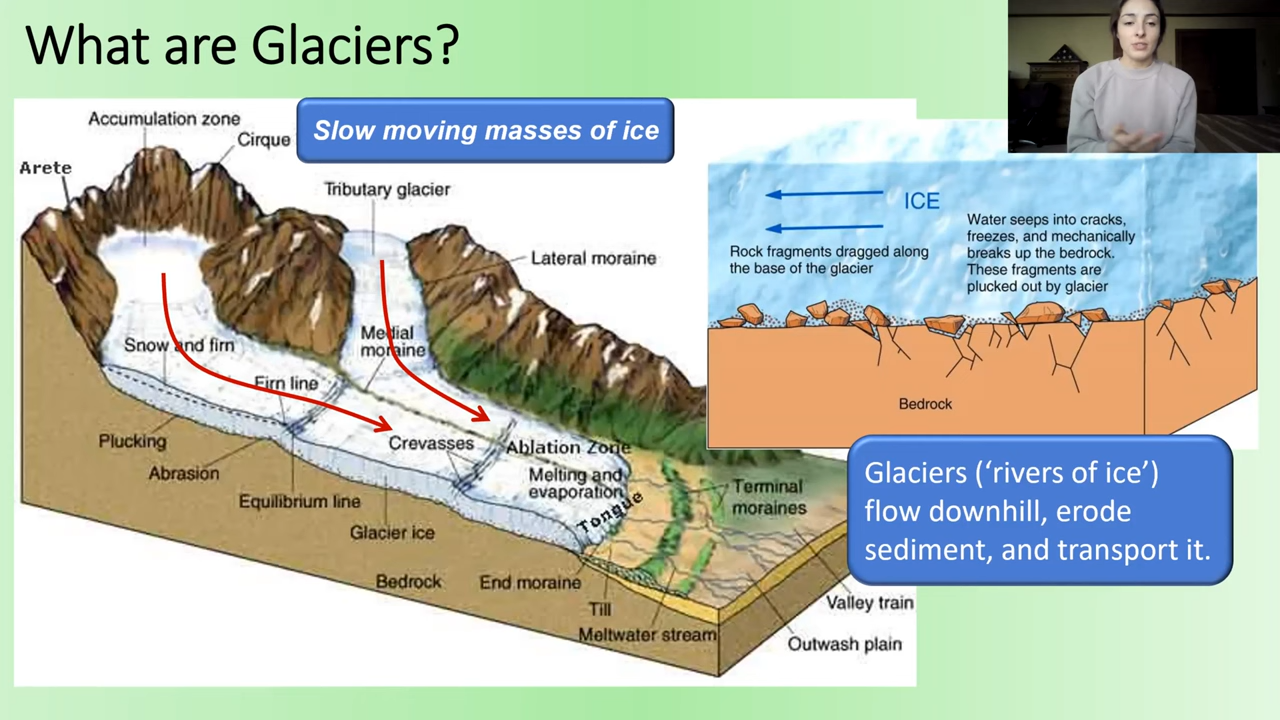 What are Glaciers?
Slow moving masses of ice
Accumulation zone
Cirque
Arete
Tributary glacier
Lateral moraine
Medial
moraine
Snow and firn
Firn line
Plucking
Abrasion
Crevasses
Ablation Zone
Melting and
evaporation
Tongue
Equilibrium line
Glacier ice
Terminal
moraines
Bedrock
End moraine
Till
Meltwater stream
Valley train
Outwash plain
ICE
Rock fragments dragged along
the base of the glacier
Water seeps into cracks,
freezes, and mechanically
breaks up the bedrock.
These fragments are
plucked out by glacier
Bedrock
Glaciers (‘rivers of ice’)
flow downhill, erode
sediment, and transport it.